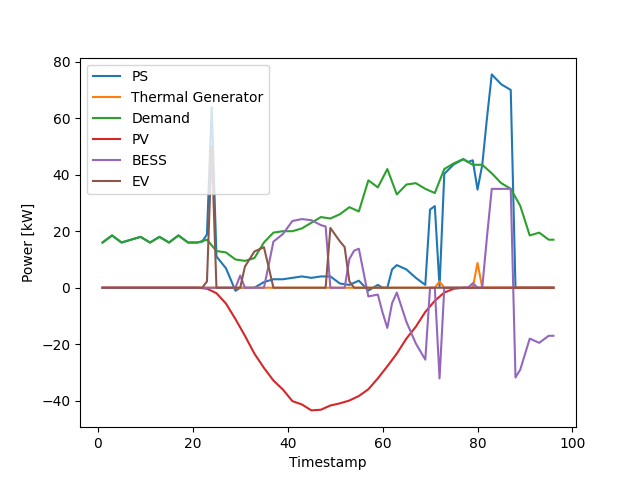 80
60
40
20
0
−20
−40
Power [kW]
PS
Thermal Generator
Demand
PV
BESS
EV
0
20
40
60
80
100
Timestamp